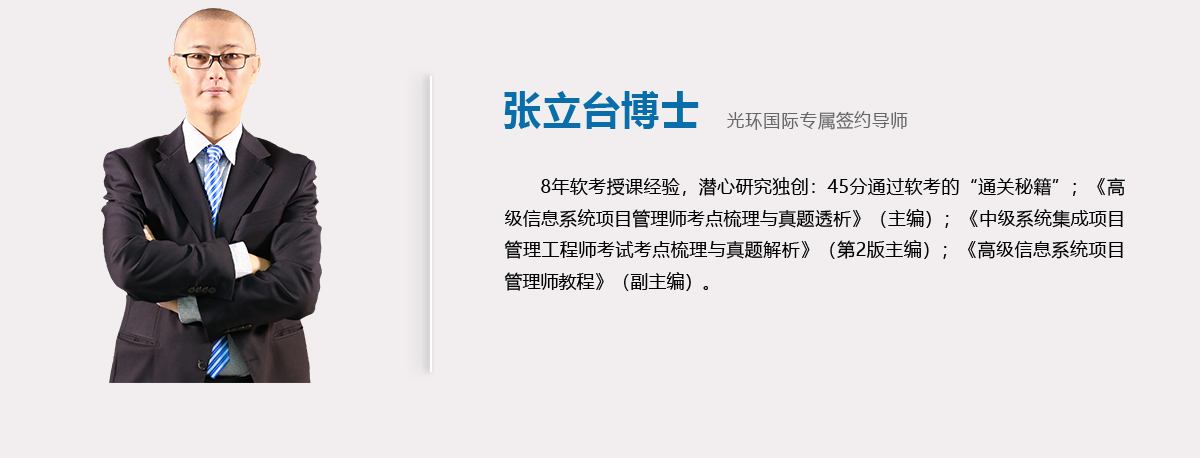 张立台博士 光环国际专属签约导师
8年软考授课经验，潜心研究独创：45分通过软考的“通关秘籍”；《高
级信息系统项目管理师考点梳理与真题透析》（主编）；《中级系统集成项目
管理工程师考试考点梳理与真题解析》（第2版主编）；《高级信息系统项目
管理师教程》（副主编）。